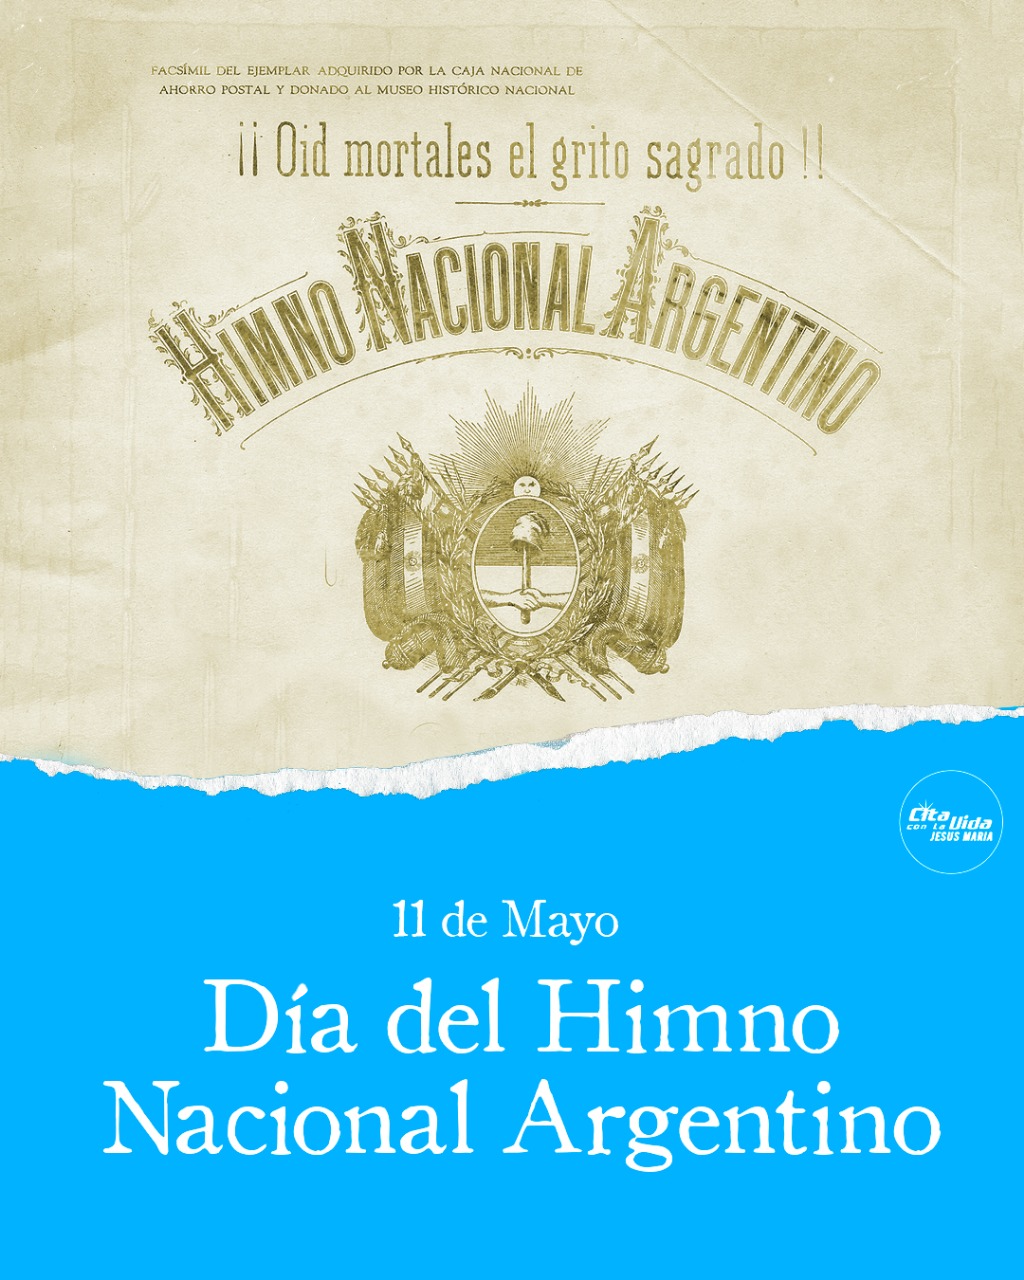 FACSÍMIL DEL EJEMPLAR ADQUIRIDO POR LA CAJA NACIONAL DE
AHORRO POSTAL Y DONADO AL MUSEO HISTÓRICO NACIONAL
¡¡ Oid mortales el grito sagrado !!
HIMNO NACIONAL ARGENTINO
Cita
con la Vida
JESUS MARIA
11 de Mayo
Día del Himno
Nacional Argentino